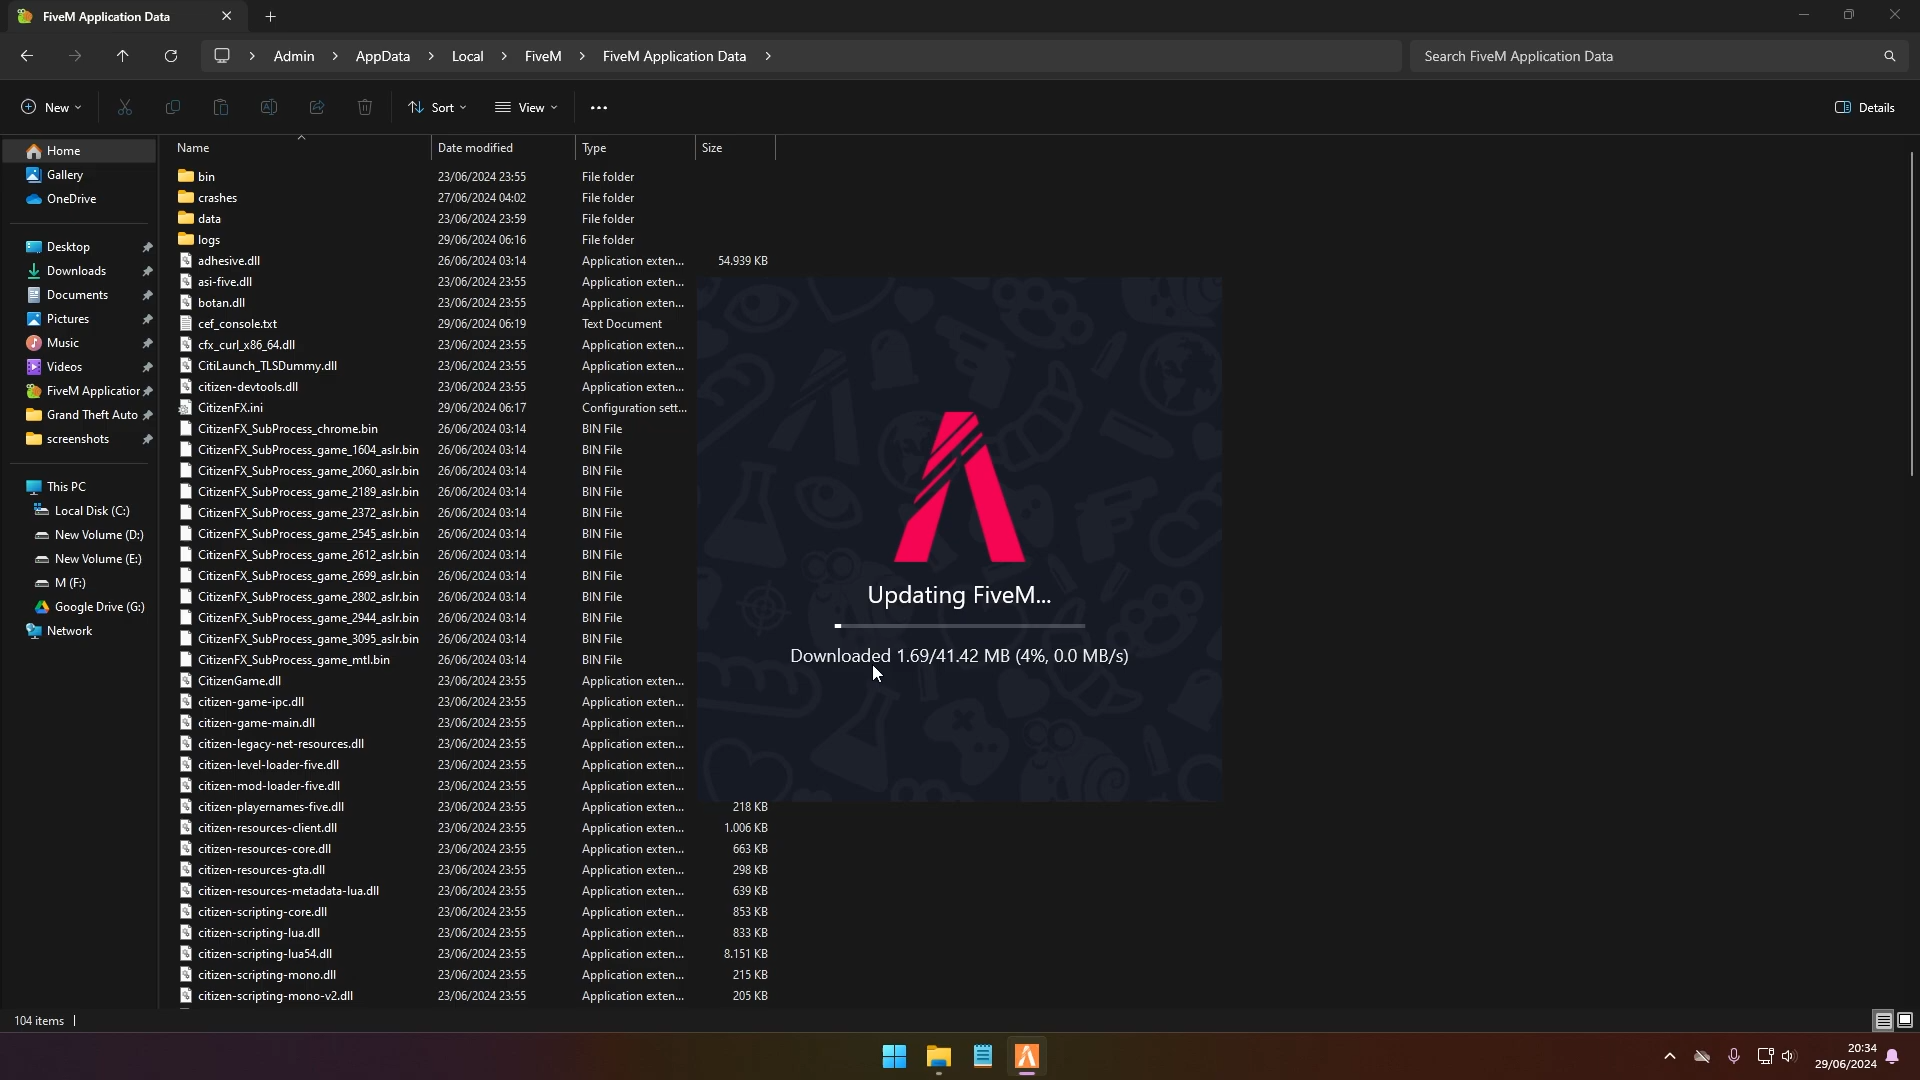 FiveM Application Data
Admin > AppData > Local > FiveM > FiveM Application Data >
Search FiveM Application Data
New
Sort
View
Details
Home
Gallery
OneDrive
Desktop
Downloads
Documents
Pictures
Music
Videos
FiveM Application
Grand Theft Auto
screenshots
This PC
Local Disk (C:)
New Volume (D:)
New Volume (E:)
M (F:)
Google Drive (G:)
Network
Name Date modified Type Size
bin 23/06/2024 23:55 File folder
crashes 27/06/2024 04:02 File folder
data 23/06/2024 23:59 File folder
logs 29/06/2024 06:16 File folder
adhesive.dll 26/06/2024 03:14 Application exten... 54.939 KB
asi-five.dll 23/06/2024 23:55 Application exten...
botan.dll 23/06/2024 23:55 Application exten...
cef_console.txt 29/06/2024 06:19 Text Document
cfx_curl_x86_64.dll 23/06/2024 23:55 Application exten...
CitiLaunch_TLSDummy.dll 23/06/2024 23:55 Application exten...
citizen-devtools.dll 23/06/2024 23:55 Application exten...
CitizenFX.ini 29/06/2024 06:17 Configuration sett...
CitizenFX_SubProcess_chrome.bin 26/06/2024 03:14 BIN File
CitizenFX_SubProcess_game_1604_aslr.bin 26/06/2024 03:14 BIN File
CitizenFX_SubProcess_game_2060_aslr.bin 26/06/2024 03:14 BIN File
CitizenFX_SubProcess_game_2189_aslr.bin 26/06/2024 03:14 BIN File
CitizenFX_SubProcess_game_2372_aslr.bin 26/06/2024 03:14 BIN File
CitizenFX_SubProcess_game_2545_aslr.bin 26/06/2024 03:14 BIN File
CitizenFX_SubProcess_game_2612_aslr.bin 26/06/2024 03:14 BIN File
CitizenFX_SubProcess_game_2699_aslr.bin 26/06/2024 03:14 BIN File
CitizenFX_SubProcess_game_2802_aslr.bin 26/06/2024 03:14 BIN File
CitizenFX_SubProcess_game_2944_aslr.bin 26/06/2024 03:14 BIN File
CitizenFX_SubProcess_game_3095_aslr.bin 26/06/2024 03:14 BIN File
CitizenFX_SubProcess_game_mtl.bin 26/06/2024 03:14 BIN File
CitizenGame.dll 23/06/2024 23:55 Application exten...
citizen-game-ipc.dll 23/06/2024 23:55 Application exten...
citizen-game-main.dll 23/06/2024 23:55 Application exten...
citizen-legacy-net-resources.dll 23/06/2024 23:55 Application exten...
citizen-level-loader-five.dll 23/06/2024 23:55 Application exten...
citizen-mod-loader-five.dll 23/06/2024 23:55 Application exten...
citizen-playernames-five.dll 23/06/2024 23:55 Application exten... 218 KB
citizen-resources-client.dll 23/06/2024 23:55 Application exten... 1.006 KB
citizen-resources-core.dll 23/06/2024 23:55 Application exten... 663 KB
citizen-resources-gta.dll 23/06/2024 23:55 Application exten... 298 KB
citizen-resources-metadata-lua.dll 23/06/2024 23:55 Application exten... 639 KB
citizen-scripting-core.dll 23/06/2024 23:55 Application exten... 853 KB
citizen-scripting-lua.dll 23/06/2024 23:55 Application exten... 833 KB
citizen-scripting-lua54.dll 23/06/2024 23:55 Application exten... 8.151 KB
citizen-scripting-mono.dll 23/06/2024 23:55 Application exten... 215 KB
citizen-scripting-mono-v2.dll 23/06/2024 23:55 Application exten... 205 KB
Updating FiveM...
Downloaded 1.69/41.42 MB (4%, 0.0 MB/s)
104 items
20:34
29/06/2024